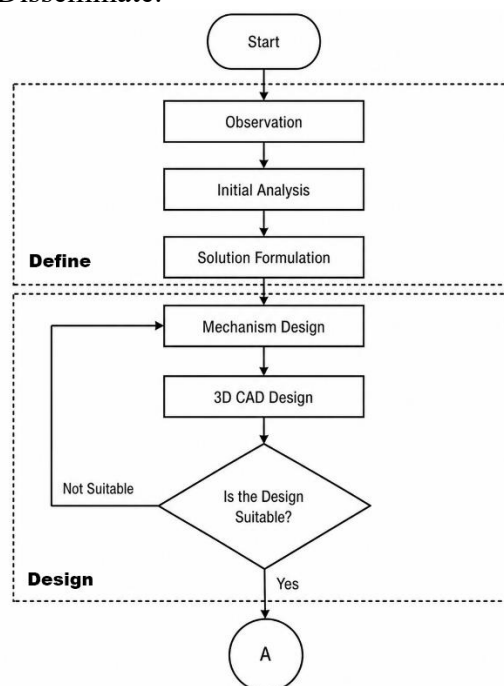 Disseminate.
Start
Observation
Initial Analysis
Solution Formulation
Define
Mechanism Design
3D CAD Design
Not Suitable
Is the Design
Suitable?
Design
Yes
A